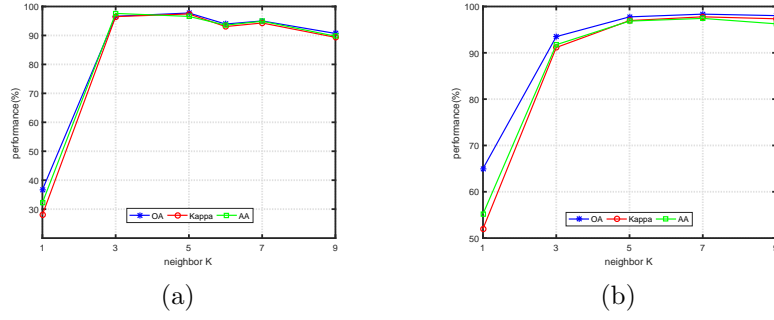 100
90
80
70
60
50
40
30
performance(%)
OA Kappa AA
1 3 5 7 9
neighbor K
(a)
100
90
80
70
60
50
performance(%)
OA Kappa AA
1 3 5 7 9
neighbor K
(b)